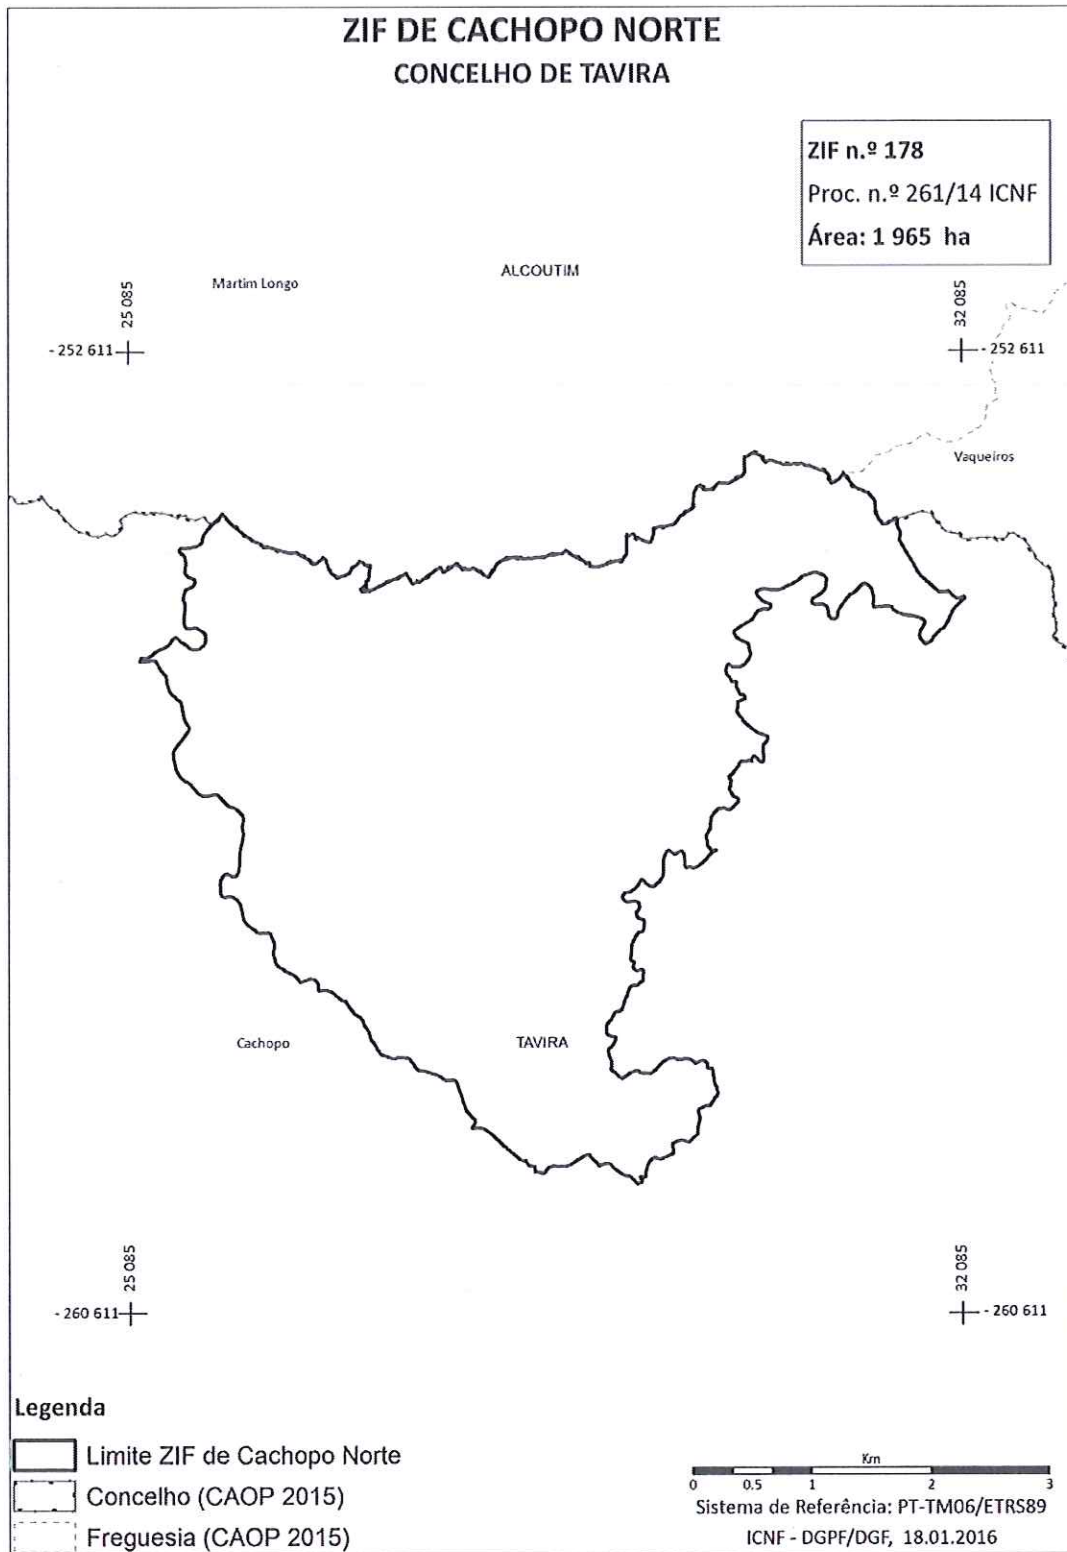 ZIF DE CACHOPO NORTE
CONCELHO DE TAVIRA
ZIF n.º 178
Proc. n.º 261/14 ICNF
Área: 1 965 ha
ALCOUTIM
Martim Longo
25 085
32 085
- 252 611
- 252 611
Vaqueiros
Cachopo
TAVIRA
25 085
32 085
- 260 611
- 260 611
Legenda
Limite ZIF de Cachopo Norte
Concelho (CAOP 2015)
Freguesia (CAOP 2015)
Km
0 0.5 1 2 3
Sistema de Referência: PT-TM06/ETRS89
ICNF - DGPF/DGF, 18.01.2016